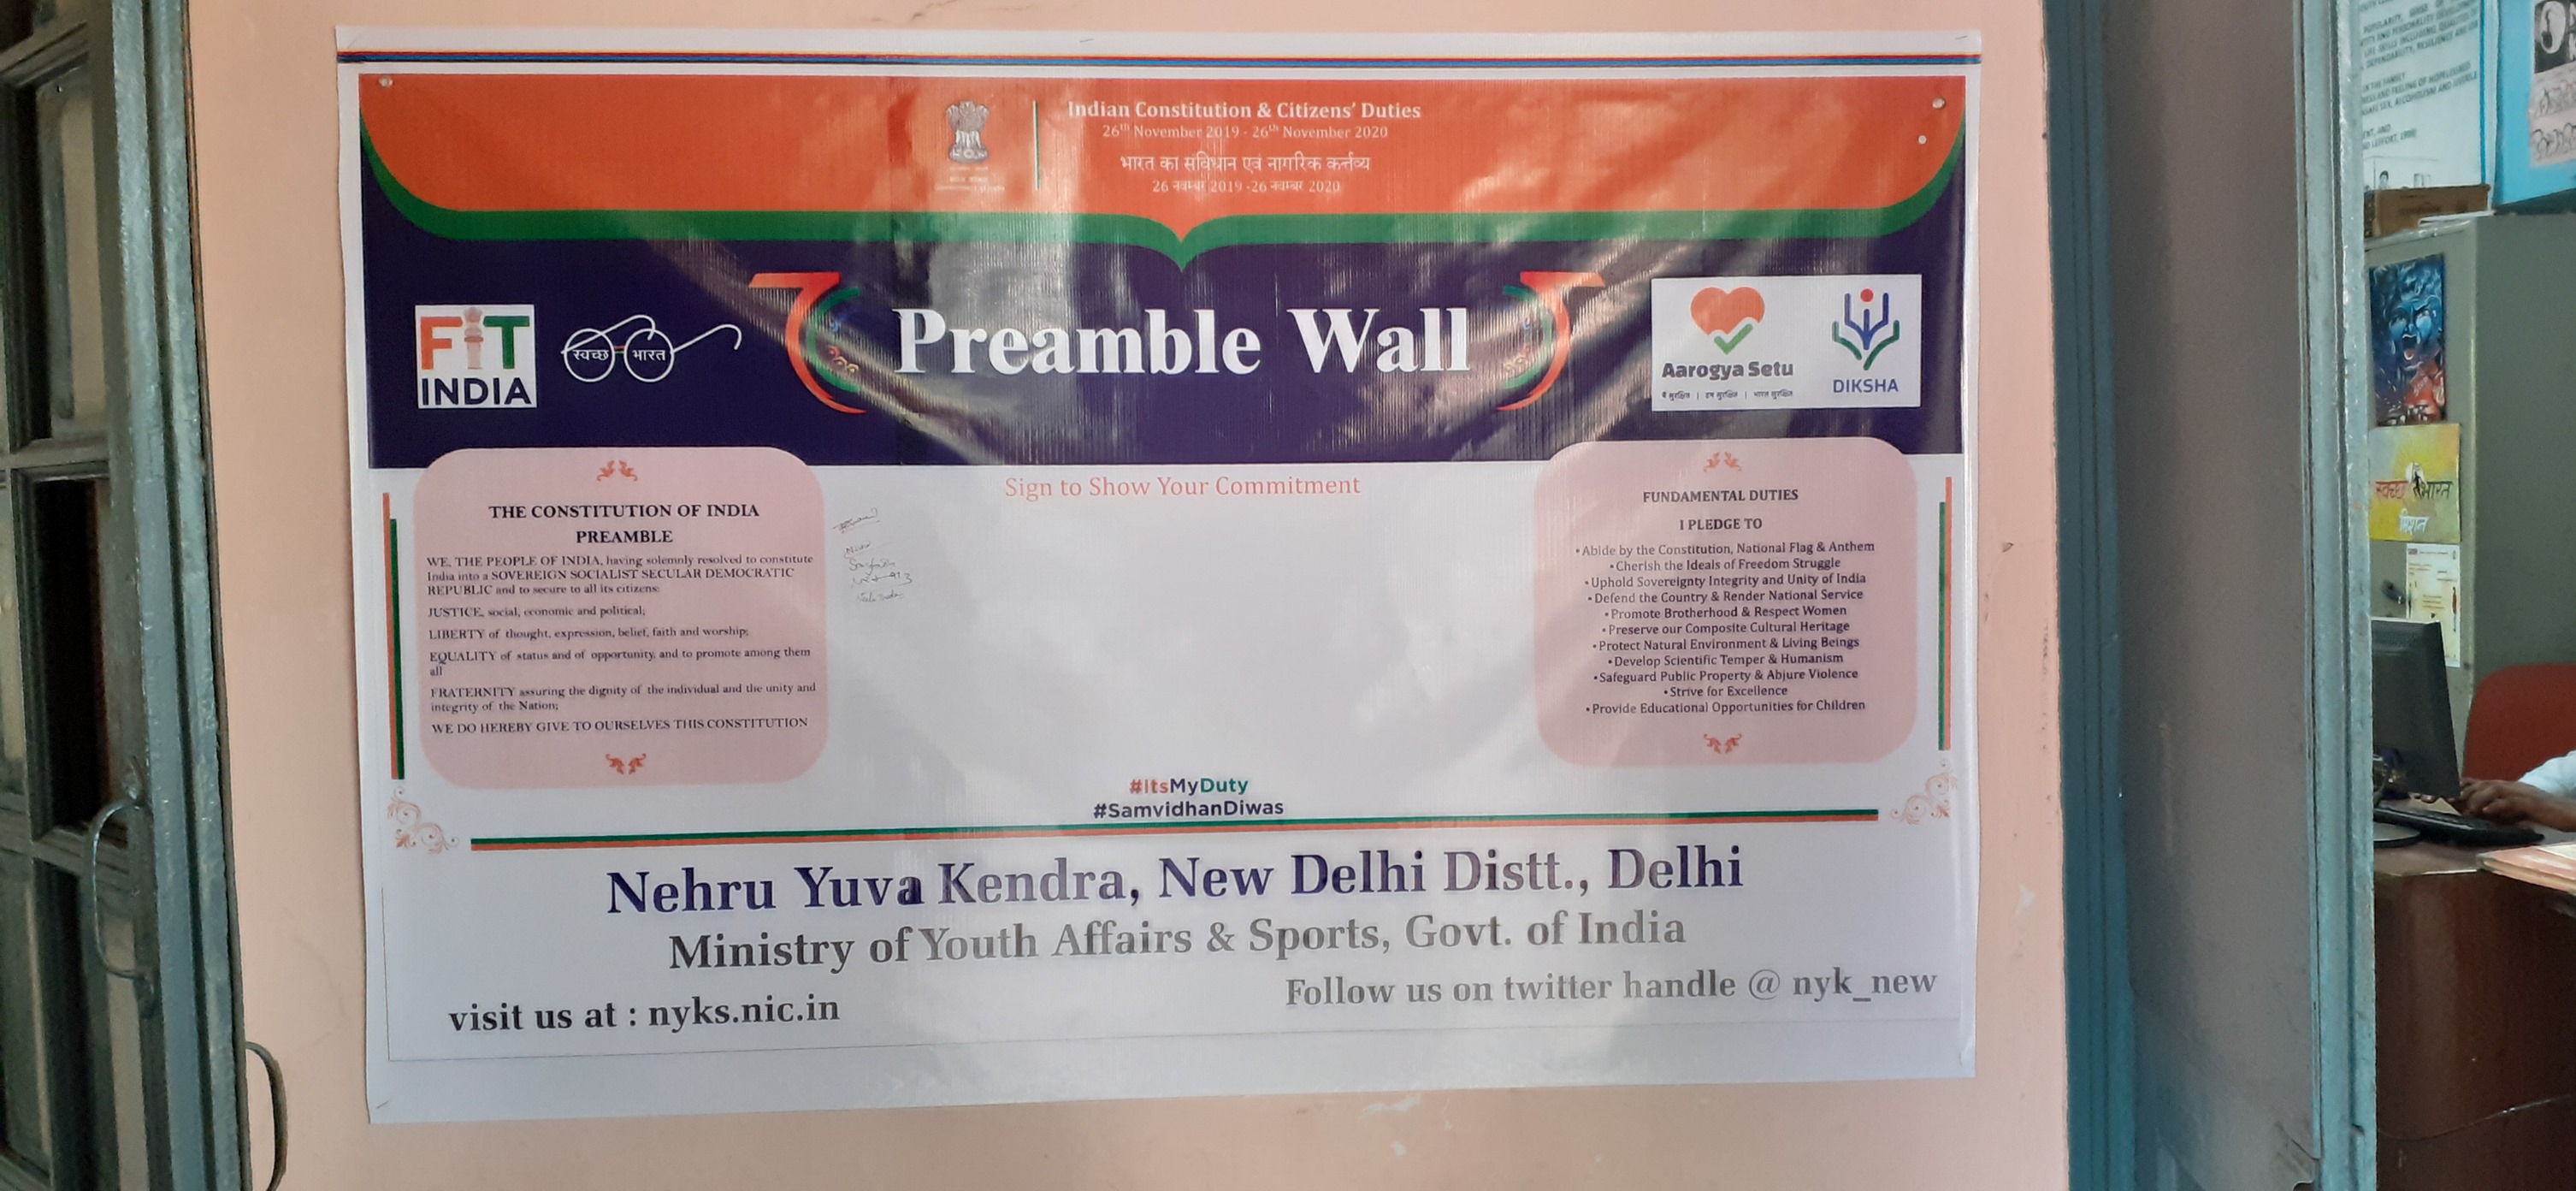 Indian Constitution & Citizens' Duties
26th November 2019 - 26th November 2020
भारत का संविधान एवं नागरिक कर्त्तव्य
26 नवम्बर 2019 -26 नवम्बर 2020
FIT
INDIA
स्वच्छ भारत
Preamble Wall
Aarogya Setu
मैं सुरक्षित | हम सुरक्षित | भारत सुरक्षित
DIKSHA
Sign to Show Your Commitment
THE CONSTITUTION OF INDIA
PREAMBLE
WE, THE PEOPLE OF INDIA, having solemnly resolved to constitute
India into a SOVEREIGN SOCIALIST SECULAR DEMOCRATIC
REPUBLIC and to secure to all its citizens:
JUSTICE, social, economic and political;
LIBERTY of thought, expression, belief, faith and worship;
EQUALITY of status and of opportunity, and to promote among them
all
FRATERNITY assuring the dignity of the individual and the unity and
integrity of the Nation;
WE DO HEREBY GIVE TO OURSELVES THIS CONSTITUTION
FUNDAMENTAL DUTIES
I PLEDGE TO
• Abide by the Constitution, National Flag & Anthem
• Cherish the Ideals of Freedom Struggle
• Uphold Sovereignty Integrity and Unity of India
• Defend the Country & Render National Service
• Promote Brotherhood & Respect Women
• Preserve our Composite Cultural Heritage
• Protect Natural Environment & Living Beings
• Develop Scientific Temper & Humanism
• Safeguard Public Property & Abjure Violence
• Strive for Excellence
• Provide Educational Opportunities for Children
#ItsMyDuty
#SamvidhanDiwas
Nehru Yuva Kendra, New Delhi Distt., Delhi
Ministry of Youth Affairs & Sports, Govt. of India
visit us at : nyks.nic.in
Follow us on twitter handle @ nyk_new
स्वच्छ भारत
मिशन